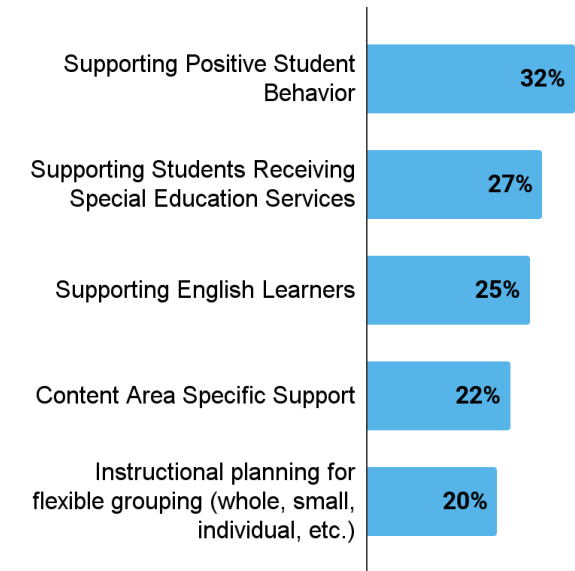 Supporting Positive Student
Behavior
32%
Supporting Students Receiving
Special Education Services
27%
Supporting English Learners
25%
Content Area Specific Support
22%
Instructional planning for
flexible grouping (whole, small,
individual, etc.)
20%